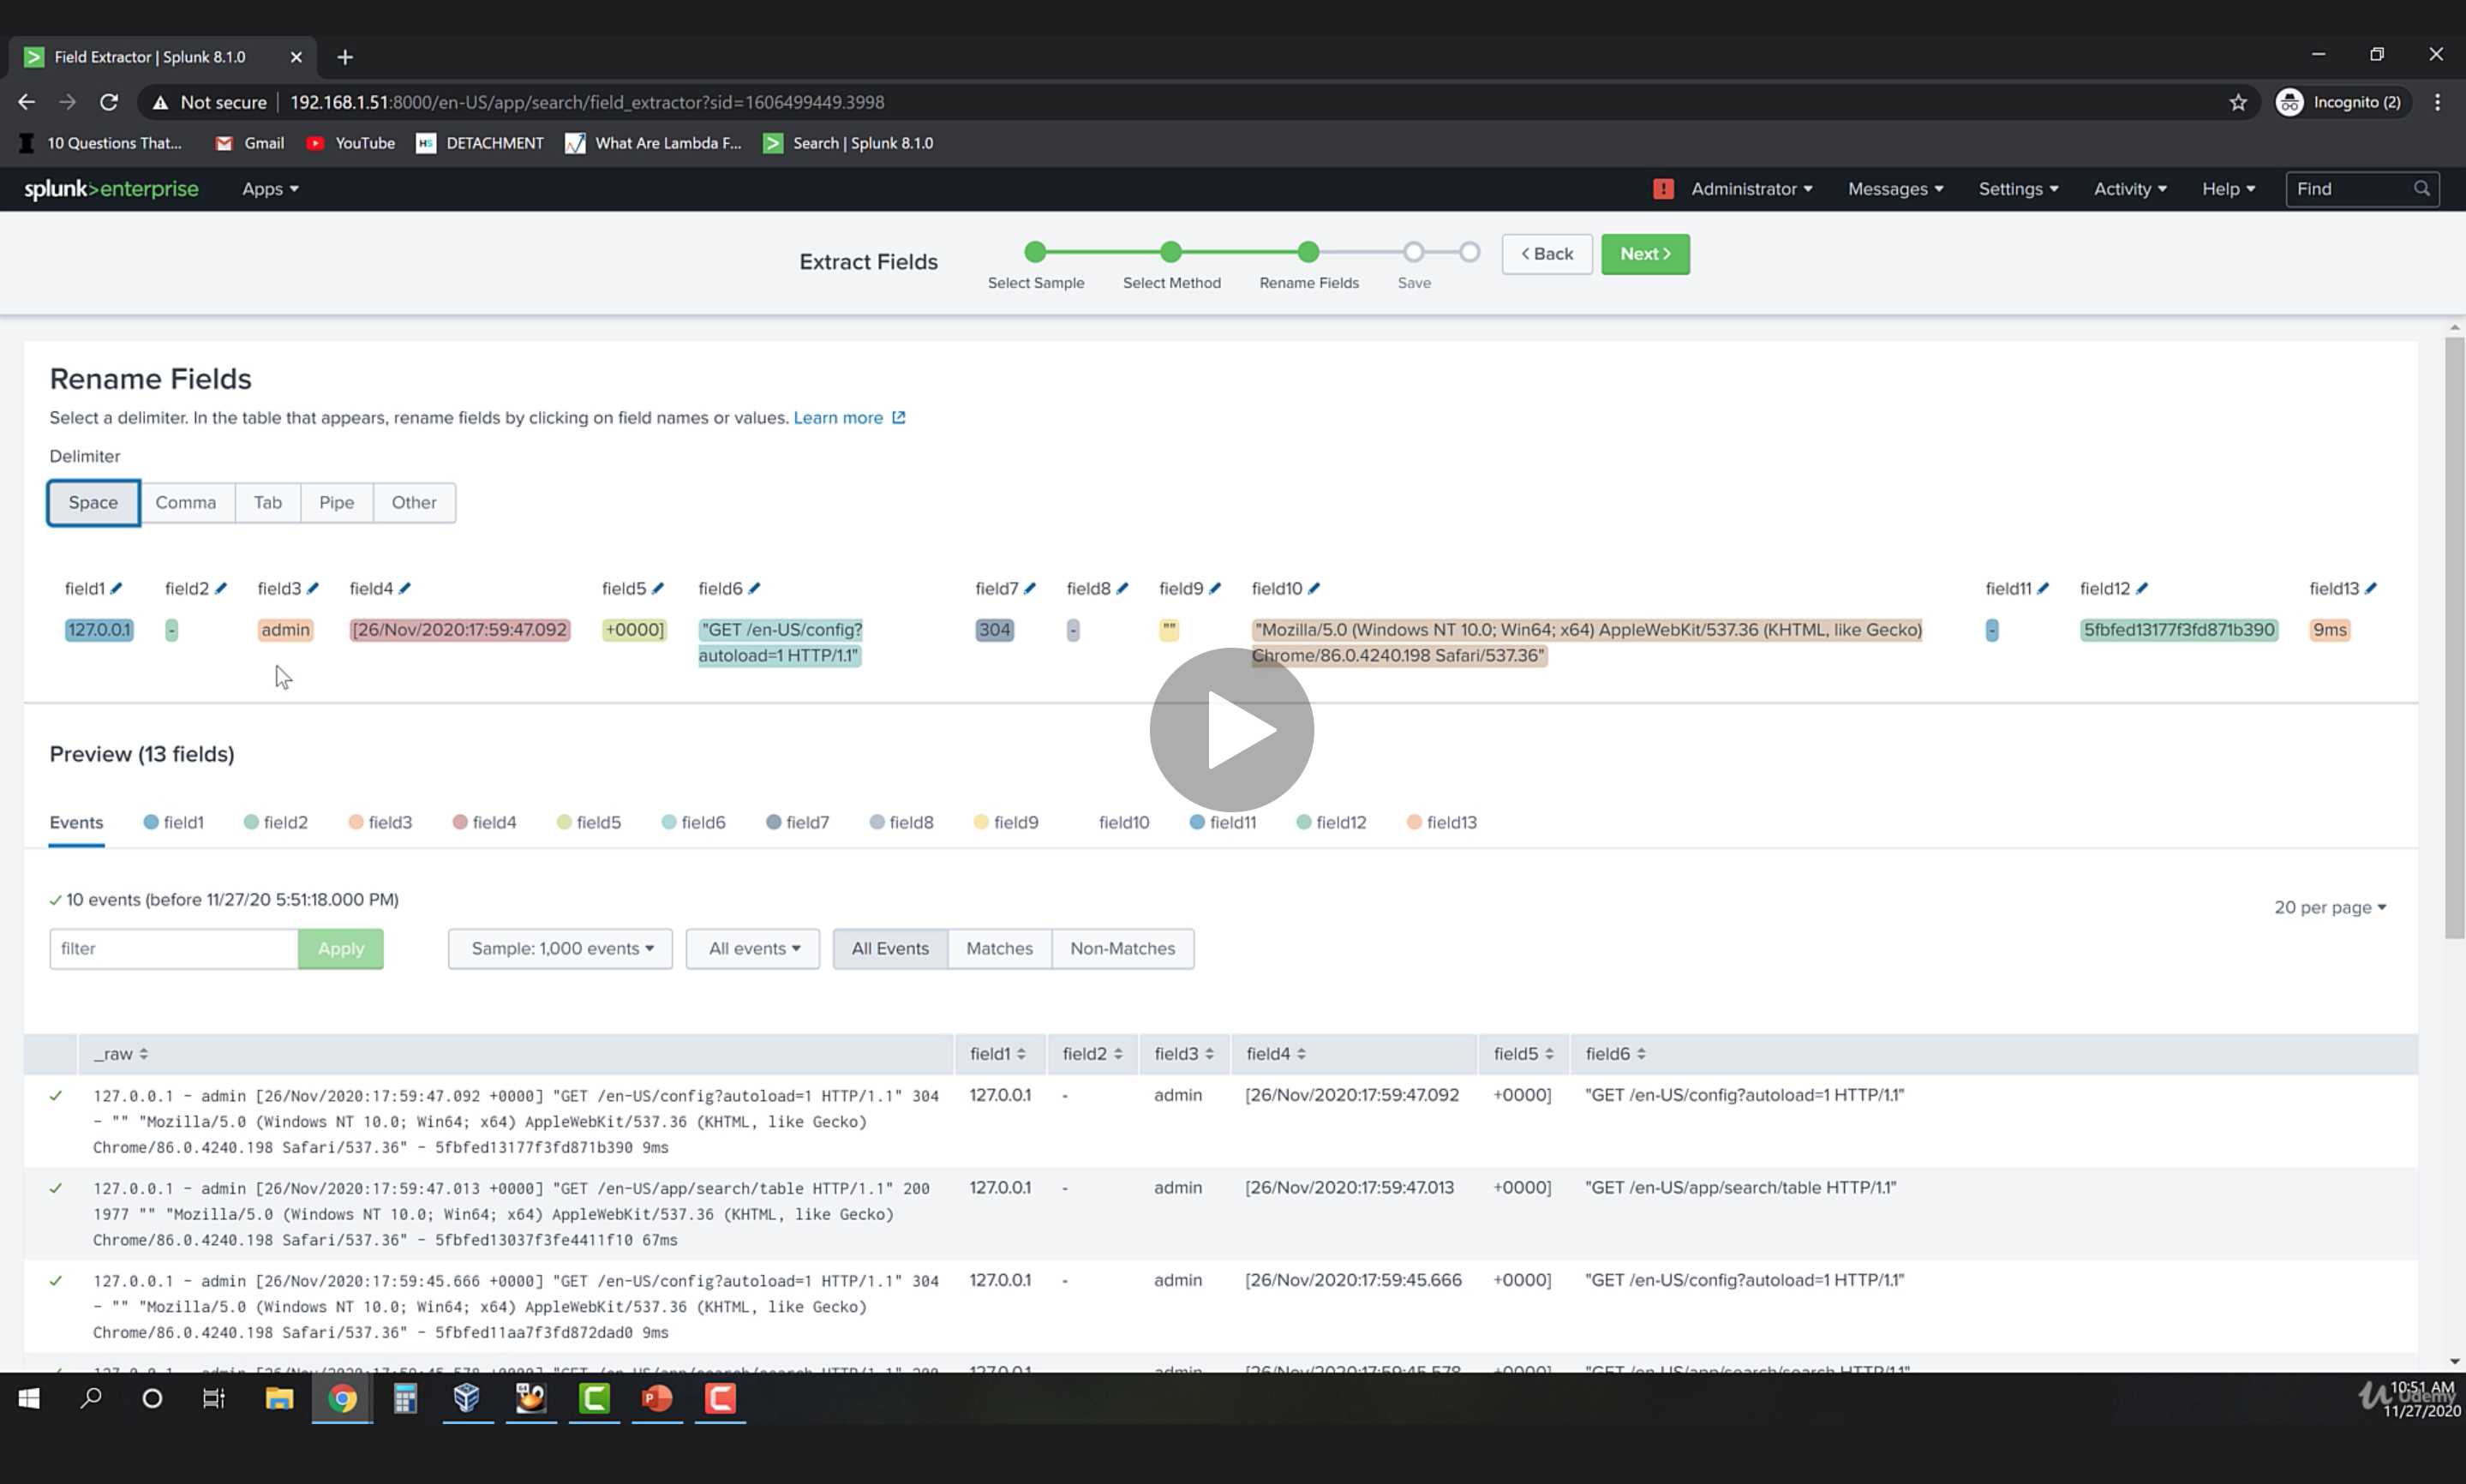 Field Extractor | Splunk 8.1.0
Not secure 192.168.1.51:8000/en-US/app/search/field_extractor?sid=1606499449.3998 Incognito (2)
10 Questions That... Gmail YouTube HS DETACHMENT What Are Lambda F... Search | Splunk 8.1.0
splunk>enterprise Apps Administrator Messages Settings Activity Help Find
Extract Fields < Back Next >
Select Sample Select Method Rename Fields Save
Rename Fields
Select a delimiter. In the table that appears, rename fields by clicking on field names or values. Learn more
Delimiter
Space Comma Tab Pipe Other
field1 field2 field3 field4 field5 field6 field7 field8 field9 field10 field11 field12 field13
127.0.0.1 - admin [26/Nov/2020:17:59:47.092 +0000] "GET /en-US/config? 304 - "" "Mozilla/5.0 (Windows NT 10.0; Win64; x64) AppleWebKit/537.36 (KHTML, like Gecko) - 5fbfed13177f3fd871b390 9ms
autoload=1 HTTP/1.1" Chrome/86.0.4240.198 Safari/537.36"
Preview (13 fields)
Events field1 field2 field3 field4 field5 field6 field7 field8 field9 field10 field11 field12 field13
10 events (before 11/27/20 5:51:18.000 PM)
20 per page
filter Apply Sample: 1,000 events All events All Events Matches Non-Matches
_raw field1 field2 field3 field4 field5 field6
127.0.0.1 - admin [26/Nov/2020:17:59:47.092 +0000] "GET /en-US/config?autoload=1 HTTP/1.1" 304 127.0.0.1 - admin [26/Nov/2020:17:59:47.092 +0000] "GET /en-US/config?autoload=1 HTTP/1.1"
- "" "Mozilla/5.0 (Windows NT 10.0; Win64; x64) AppleWebKit/537.36 (KHTML, like Gecko)
Chrome/86.0.4240.198 Safari/537.36" - 5fbfed13177f3fd871b390 9ms
127.0.0.1 - admin [26/Nov/2020:17:59:47.013 +0000] "GET /en-US/app/search/table HTTP/1.1" 200 127.0.0.1 - admin [26/Nov/2020:17:59:47.013 +0000] "GET /en-US/app/search/table HTTP/1.1"
1977 "" "Mozilla/5.0 (Windows NT 10.0; Win64; x64) AppleWebKit/537.36 (KHTML, like Gecko)
Chrome/86.0.4240.198 Safari/537.36" - 5fbfed13037f3fe4411f10 67ms
127.0.0.1 - admin [26/Nov/2020:17:59:45.666 +0000] "GET /en-US/config?autoload=1 HTTP/1.1" 304 127.0.0.1 - admin [26/Nov/2020:17:59:45.666 +0000] "GET /en-US/config?autoload=1 HTTP/1.1"
- "" "Mozilla/5.0 (Windows NT 10.0; Win64; x64) AppleWebKit/537.36 (KHTML, like Gecko)
Chrome/86.0.4240.198 Safari/537.36" - 5fbfed11aa7f3fd872dad0 9ms
10:51 AM
Udemy
11/27/2020